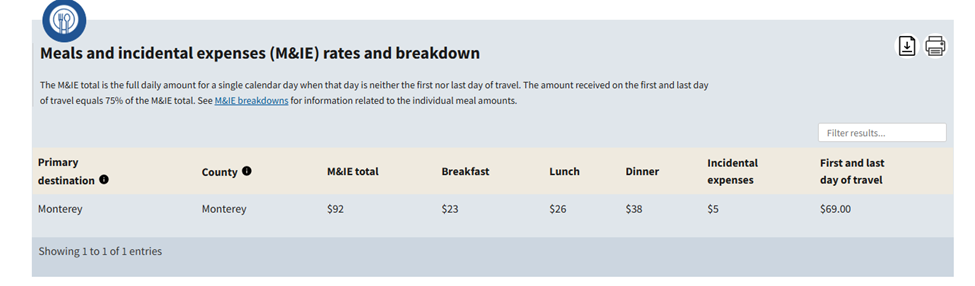 Meals and incidental expenses (M&IE) rates and breakdown
The M&IE total is the full daily amount for a single calendar day when that day is neither the first nor last day of travel. The amount received on the first and last day
of travel equals 75% of the M&IE total. See M&IE breakdowns for information related to the individual meal amounts.
Filter results...
Primary destination County M&IE total Breakfast Lunch Dinner Incidental expenses First and last day of travel
Monterey Monterey $92 $23 $26 $38 $5 $69.00
Showing 1 to 1 of 1 entries